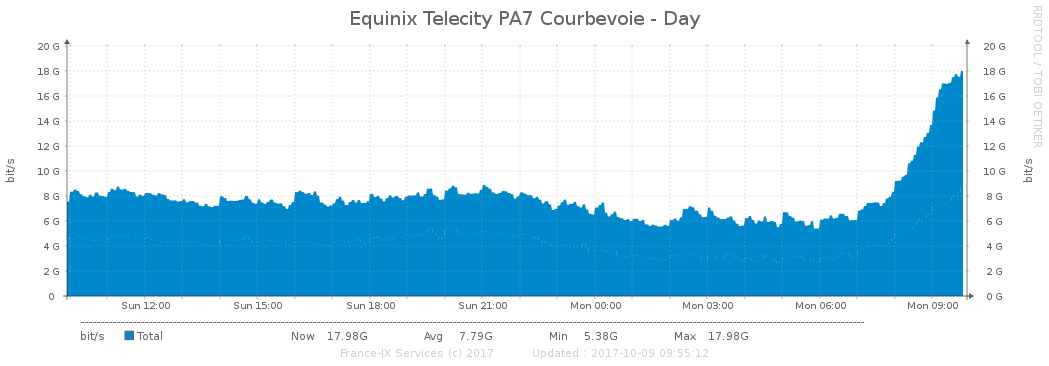 Equinix Telecity PA7 Courbevoie - Day
RRDTOOL / TOBI OETIKER
20 G 20 G
18 G 18 G
16 G 16 G
14 G 14 G
12 G 12 G
10 G 10 G
8 G 8 G
6 G 6 G
4 G 4 G
2 G 2 G
0 0 G
bit/s
bit/s
Sun 12:00 Sun 15:00 Sun 18:00 Sun 21:00 Mon 00:00 Mon 03:00 Mon 06:00 Mon 09:00
bit/s Total Now 17.98G Avg 7.79G Min 5.38G Max 17.98G
France-IX Services (c) 2017 Updated : 2017-10-09 09:55:12